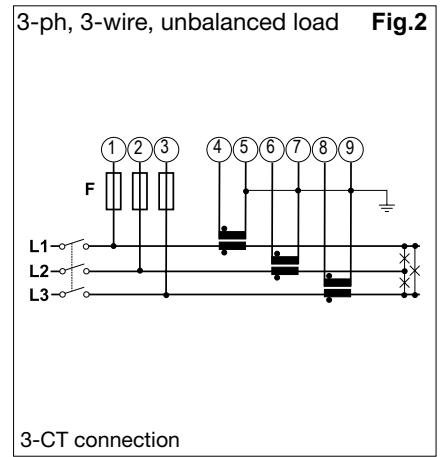 3-ph, 3-wire, unbalanced load Fig.2
1 2 3 4 5 6 7 8 9
F
L1
L2
L3
3-CT connection